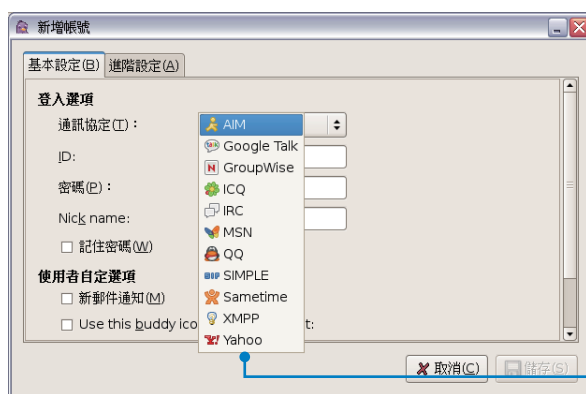 新增帳號
基本設定(B) 進階設定(A)
登入選項
通訊協定(T)：
ID:
密碼(P)：
Nick name:
記住密碼(W)
使用者自定選項
新郵件通知(M)
Use this buddy ico t:
AIM
Google Talk
GroupWise
ICQ
IRC
MSN
QQ
SIMPLE
Sametime
XMPP
Yahoo
取消(C) 儲存(S)